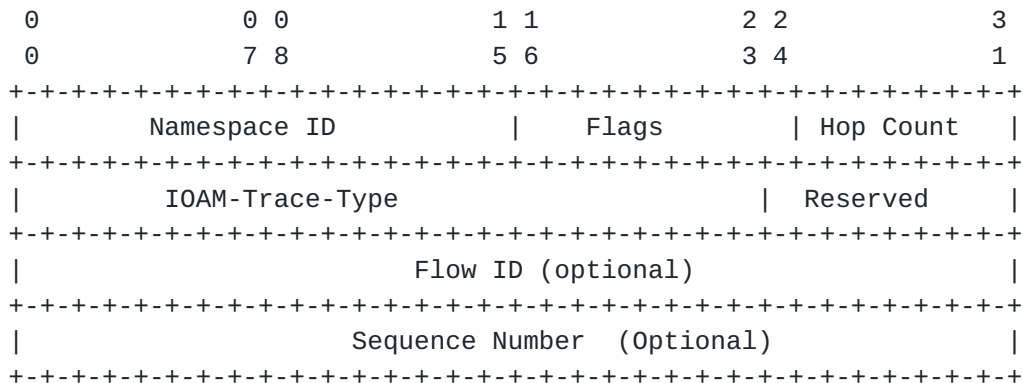 0 0 0 1 1 2 2 3
0 7 8 5 6 3 4 1
+-+-+-+-+-+-+-+-+-+-+-+-+-+-+-+-+-+-+-+-+-+-+-+-+-+-+-+-+-+-+-+-+
| Namespace ID | Flags | Hop Count |
+-+-+-+-+-+-+-+-+-+-+-+-+-+-+-+-+-+-+-+-+-+-+-+-+-+-+-+-+-+-+-+-+
| IOAM-Trace-Type | Reserved |
+-+-+-+-+-+-+-+-+-+-+-+-+-+-+-+-+-+-+-+-+-+-+-+-+-+-+-+-+-+-+-+-+
| Flow ID (optional) |
+-+-+-+-+-+-+-+-+-+-+-+-+-+-+-+-+-+-+-+-+-+-+-+-+-+-+-+-+-+-+-+-+
| Sequence Number (Optional) |
+-+-+-+-+-+-+-+-+-+-+-+-+-+-+-+-+-+-+-+-+-+-+-+-+-+-+-+-+-+-+-+-+